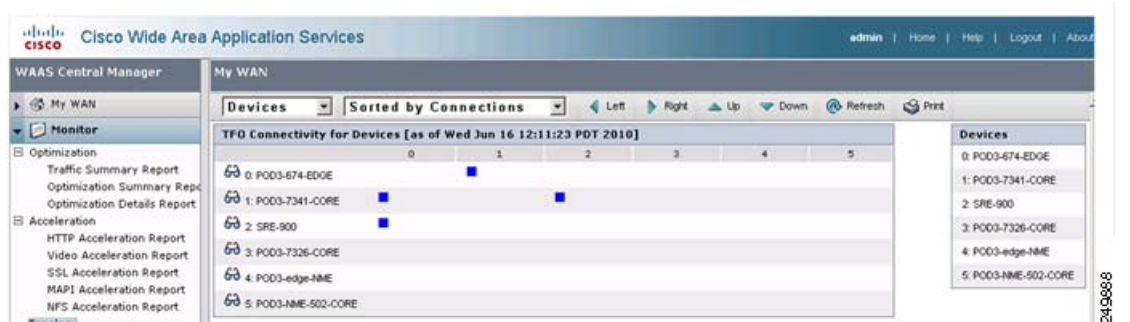 CISCO Cisco Wide Area Application Services admin | Home | Help | Logout | About
WAAS Central Manager My WAN
My WAN
Devices Sorted by Connections Left Right Up Down Refresh Print
Monitor
TFO Connectivity for Devices [as of Wed Jun 16 12:11:23 PDT 2010]
0 1 2 3 4 5
0: POD3-674-EDGE
1: POD3-7341-CORE
2: SRE-900
3: POD3-7326-CORE
4: POD3-edge-NME
5: POD3-NME-502-CORE
Optimization
Traffic Summary Report
Optimization Summary Repo
Optimization Details Report
Acceleration
HTTP Acceleration Report
Video Acceleration Report
SSL Acceleration Report
MAPI Acceleration Report
NFS Acceleration Report
Devices
0: POD3-674-EDGE
1: POD3-7341-CORE
2: SRE-900
3: POD3-7326-CORE
4: POD3-edge-NME
5: POD3-NME-502-CORE
249888